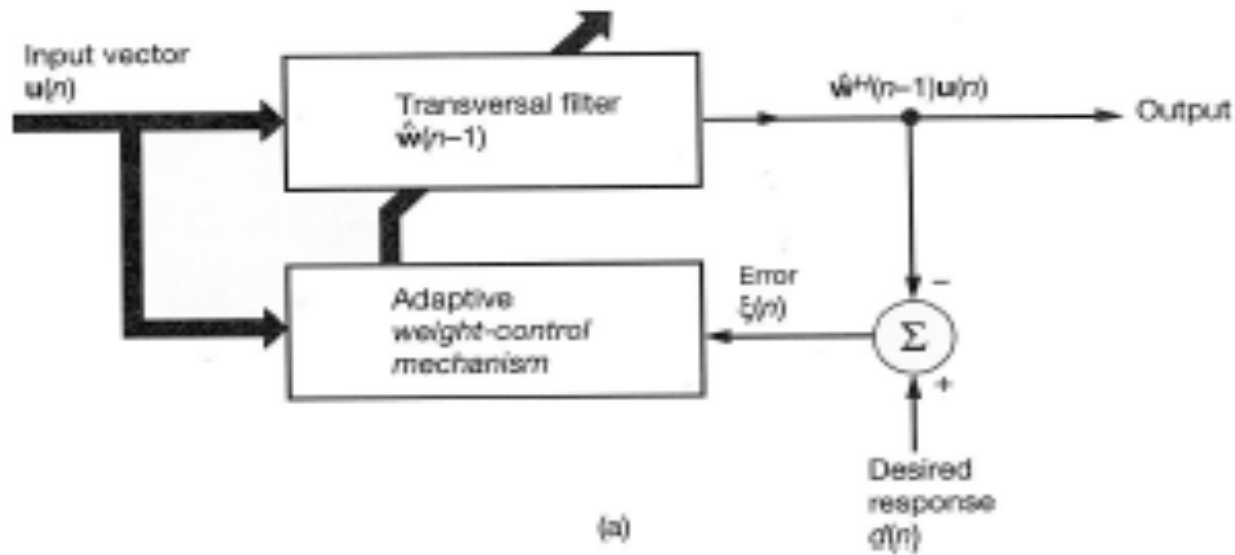 Input vector
u(n)
Transversal filter
ŵ(n–1)
ŵᴴ(n–1)u(n)
Output
Adaptive
weight-control
mechanism
Error
ξ(n)
–
Σ
+
Desired
response
d(n)
(a)